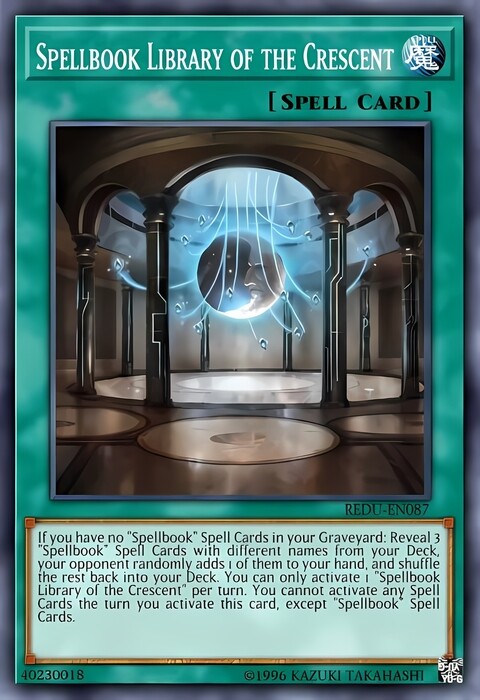 SPELLBOOK LIBRARY OF THE CRESCENT
魔
[SPELL CARD]
REDU-EN087
If you have no "Spellbook" Spell Cards in your Graveyard: Reveal 3
"Spellbook" Spell Cards with different names from your Deck,
your opponent randomly adds 1 of them to your hand, and shuffle
the rest back into your Deck. You can only activate 1 "Spellbook
Library of the Crescent" per turn. You cannot activate any Spell
Cards the turn you activate this card, except "Spellbook" Spell
Cards.
40230018
©1996 KAZUKI TAKAHASHI